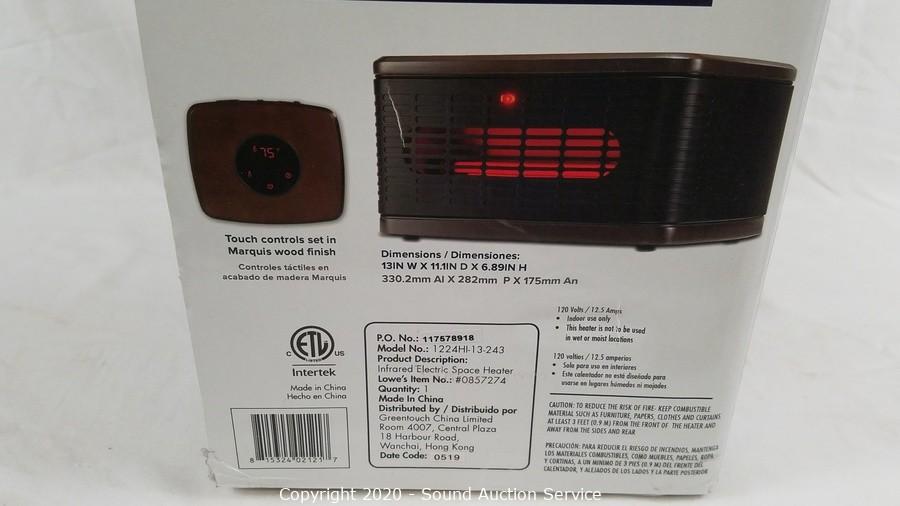 75
Touch controls set in
Marquis wood finish
Controles táctiles en
acabado de madera Marquis
Dimensions / Dimensiones:
13IN W X 11.1IN D X 6.89IN H
330.2mm Al X 282mm P X 175mm An
C ETL US
LISTED
Intertek
Made in China
Hecho en China
8 15324 02121 7
P.O. No.: 117578918
Model No.: 1224HI-13-243
Product Description:
Infrared Electric Space Heater
Lowe's Item No.: #0857274
Quantity: 1
Made In China
Distributed by / Distribuido por
Greentouch China Limited
Room 4007, Central Plaza
18 Harbour Road,
Wanchai, Hong Kong
Date Code: 0519
120 Volts / 12.5 Amps
• Indoor use only
• This heater is not to be used
in wet or moist locations
120 voltios / 12.5 amperios
• Solo para uso en interiores
• Este calentador no está diseñado para
usarse en lugares húmedos ni mojados
CAUTION: TO REDUCE THE RISK OF FIRE- KEEP COMBUSTIBLE
MATERIAL SUCH AS FURNITURE, PAPERS, CLOTHES AND CURTAINS
AT LEAST 3 FEET (0.9 M) FROM THE FRONT OF THE HEATER AND
AWAY FROM THE SIDES AND REAR
PRECAUCIÓN: PARA REDUCIR EL RIESGO DE INCENDIOS, MANTENGA
LOS MATERIALES COMBUSTIBLES, COMO MUEBLES, PAPELES, ROPA
Y CORTINAS, A UN MÍNIMO DE 3 PIES (0.9 M) DEL FRENTE DEL
CALENTADOR, Y ALEJADOS DE LOS LADOS Y LA PARTE POSTERIOR
Copyright 2020 - Sound Auction Service